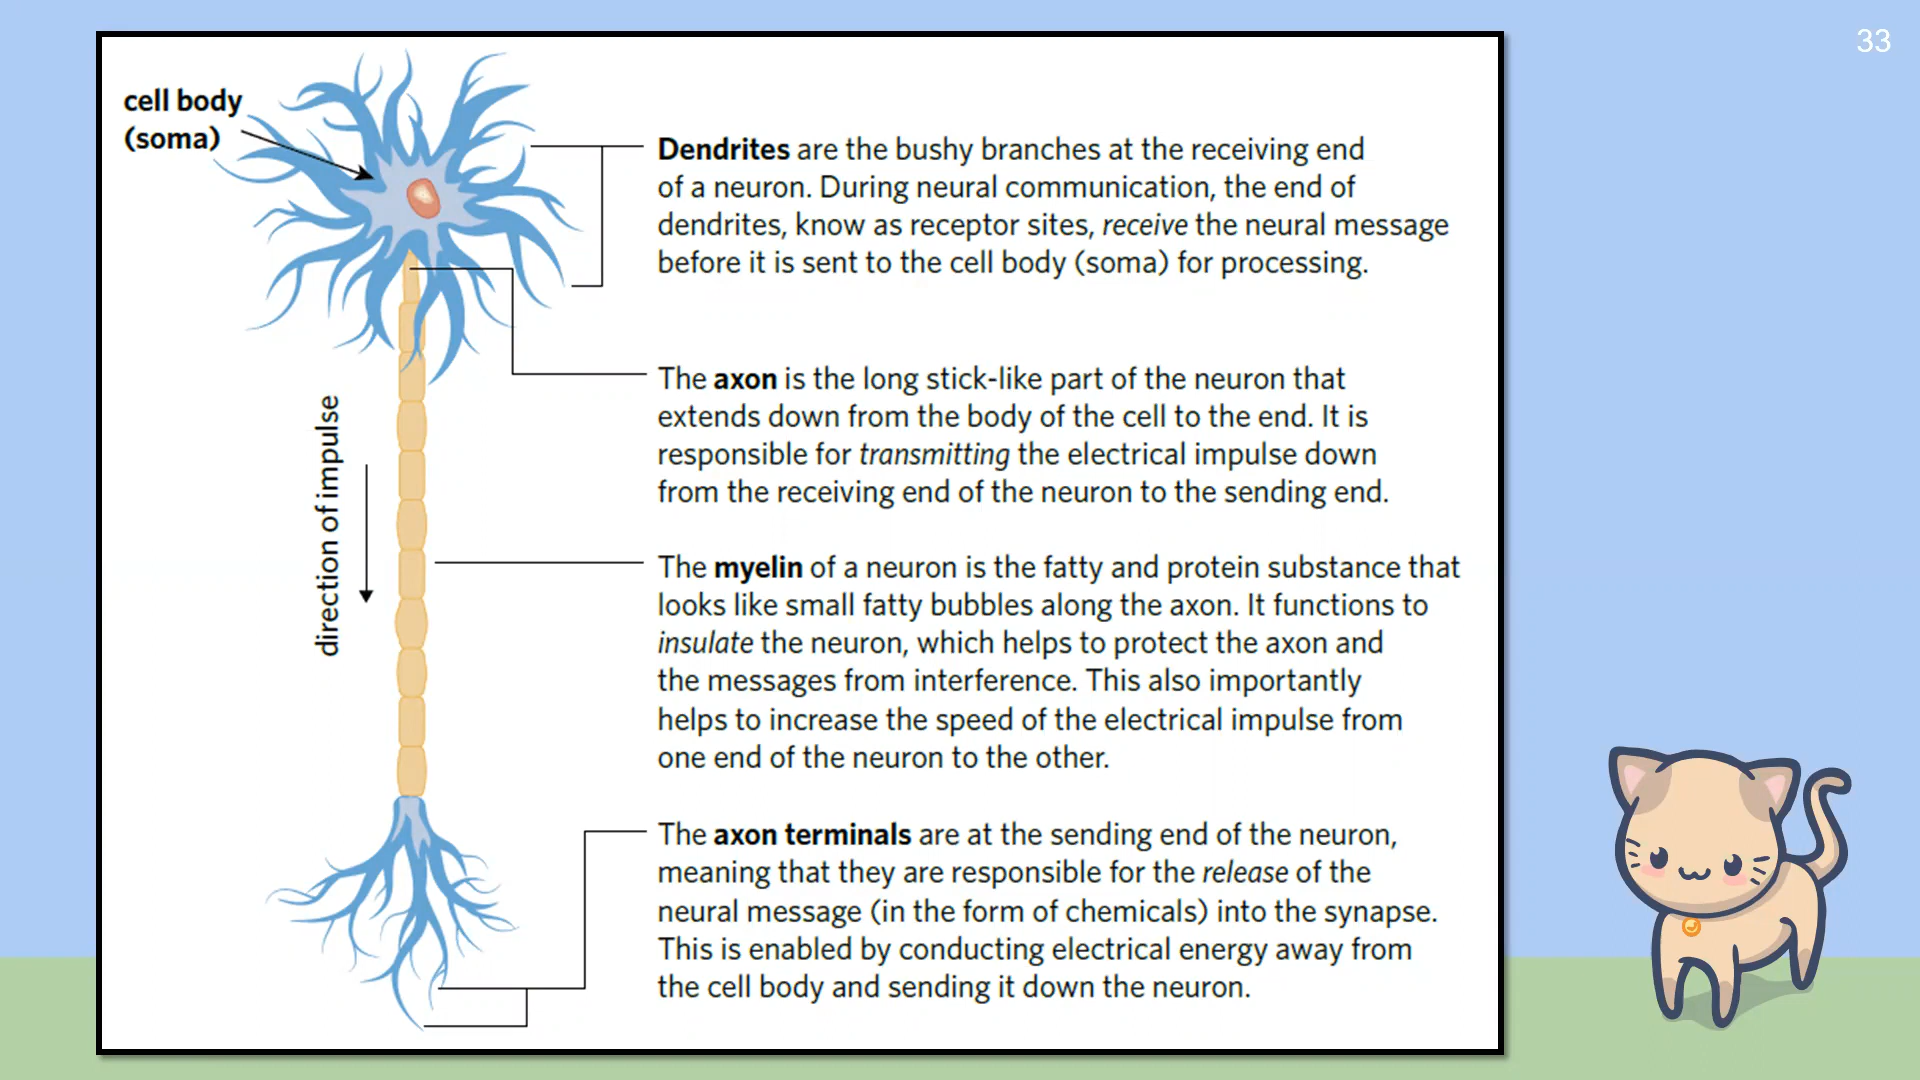 33
cell body
(soma)
Dendrites are the bushy branches at the receiving end
of a neuron. During neural communication, the end of
dendrites, know as receptor sites, receive the neural message
before it is sent to the cell body (soma) for processing.
The axon is the long stick-like part of the neuron that
extends down from the body of the cell to the end. It is
responsible for transmitting the electrical impulse down
from the receiving end of the neuron to the sending end.
direction of impulse
The myelin of a neuron is the fatty and protein substance that
looks like small fatty bubbles along the axon. It functions to
insulate the neuron, which helps to protect the axon and
the messages from interference. This also importantly
helps to increase the speed of the electrical impulse from
one end of the neuron to the other.
The axon terminals are at the sending end of the neuron,
meaning that they are responsible for the release of the
neural message (in the form of chemicals) into the synapse.
This is enabled by conducting electrical energy away from
the cell body and sending it down the neuron.